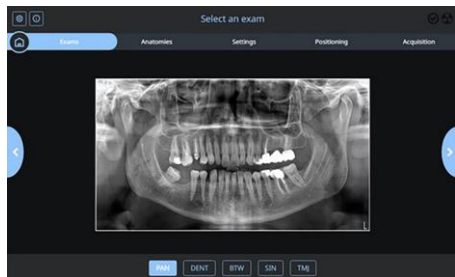 Select an exam
Exams Anatomies Settings Positioning Acquisition
L
PAN DENT BTW SIN TMJ